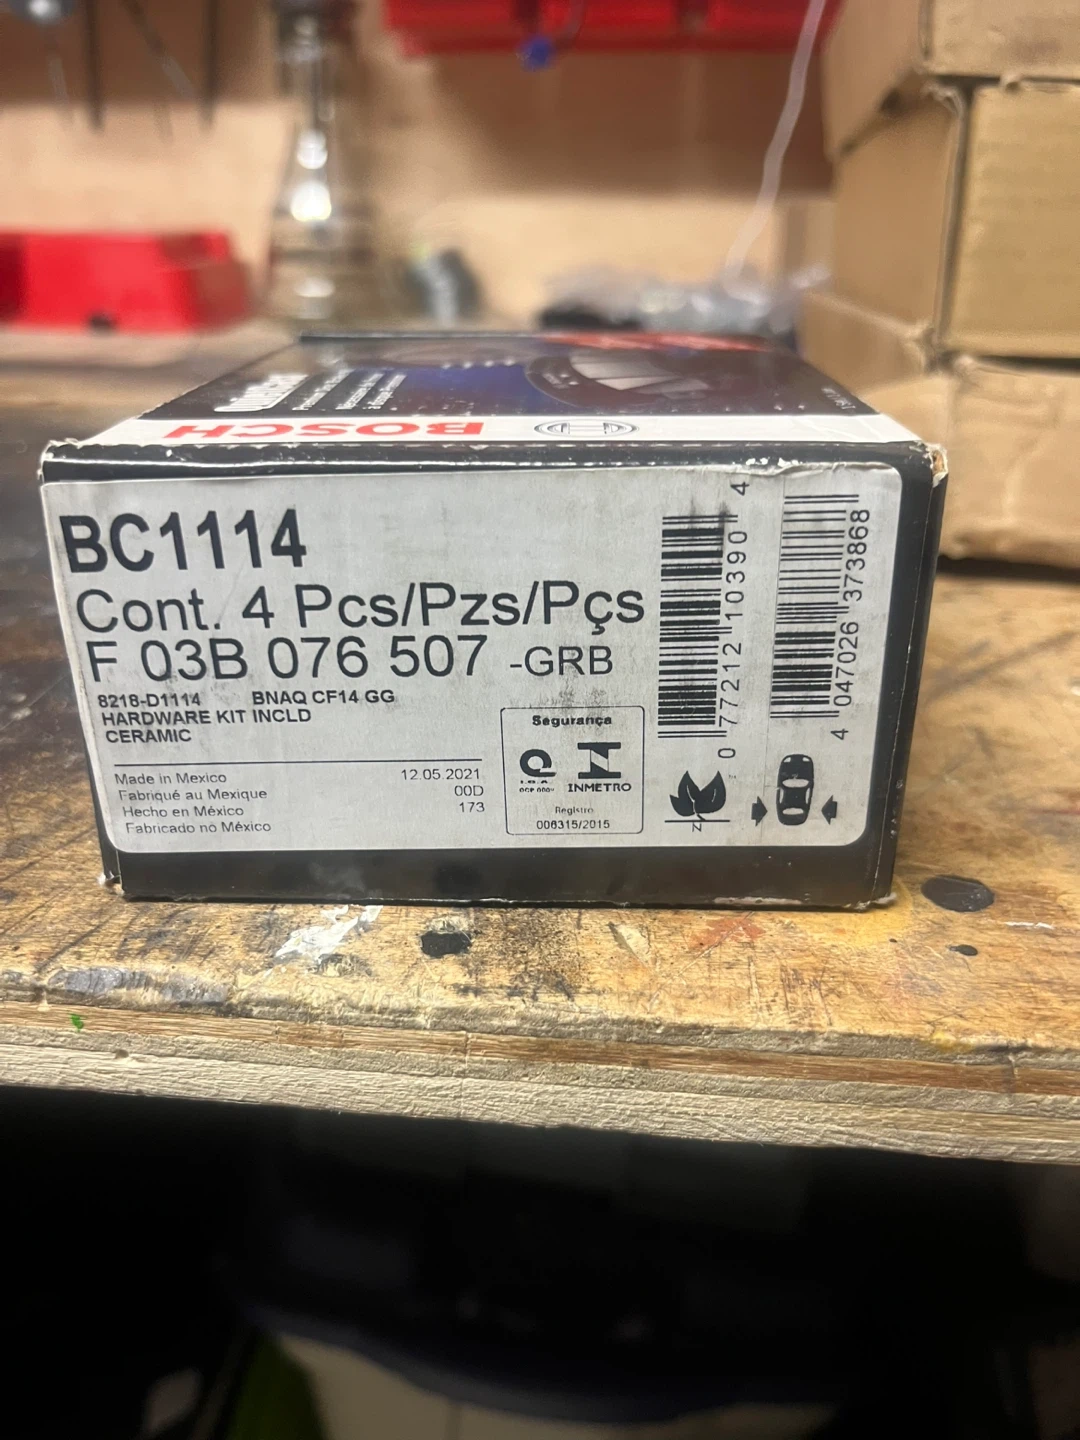 BOSCH
BC1114
Cont. 4 Pcs/Pzs/Pçs
F 03B 076 507 -GRB
8218-D1114 BNAQ CF14 GG
HARDWARE KIT INCLD
CERAMIC
Made in Mexico
Fabriqué au Mexique
Hecho en México
Fabricado no México
12.05.2021
00D
173
Segurança
INMETRO
Registro
006315/2015
0 77212 10390 4
4 047026 373868
N